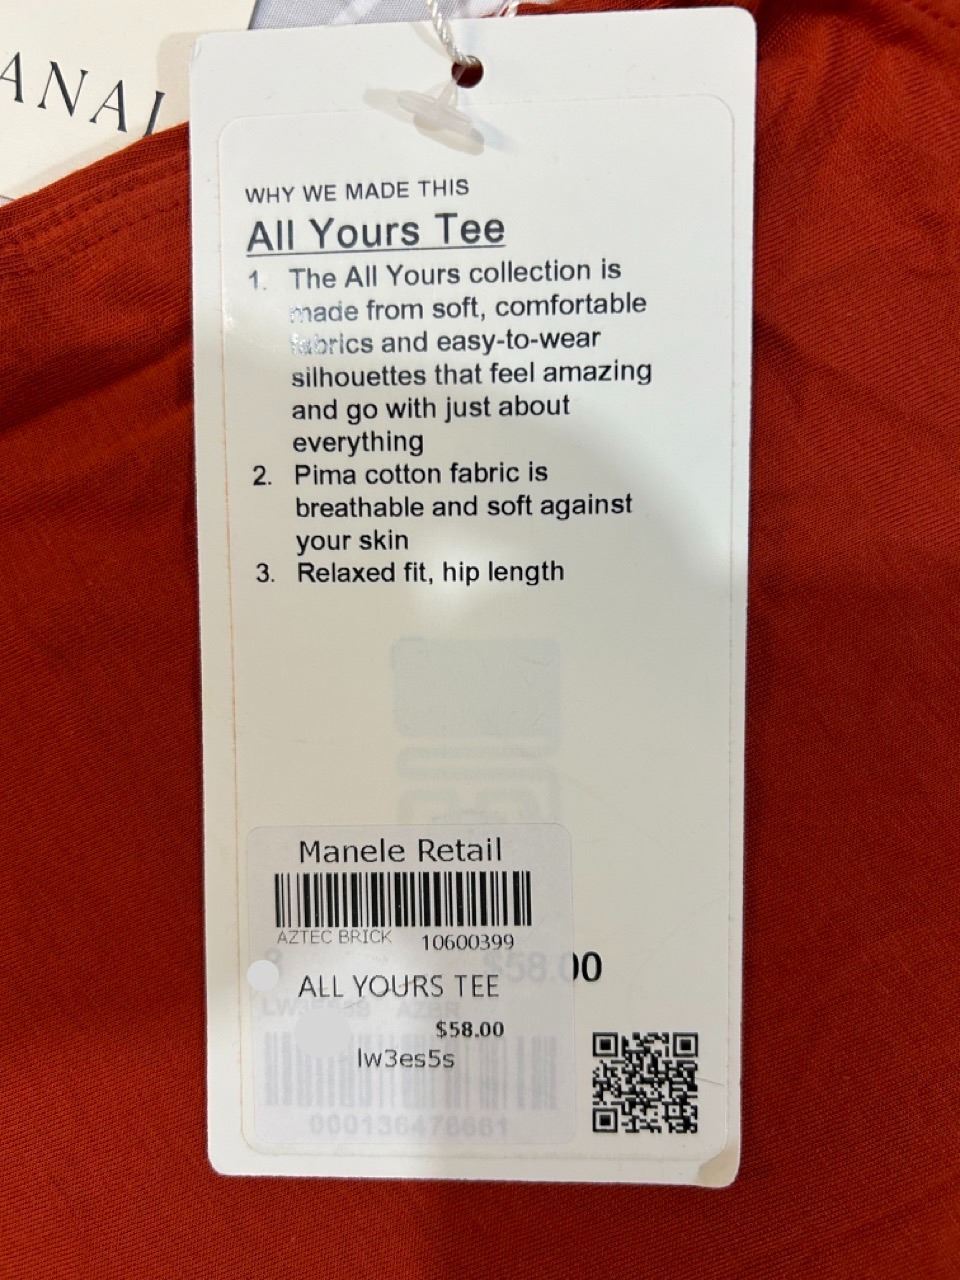 ANAI
WHY WE MADE THIS
All Yours Tee
1. The All Yours collection is
made from soft, comfortable
fabrics and easy-to-wear
silhouettes that feel amazing
and go with just about
everything
2. Pima cotton fabric is
breathable and soft against
your skin
3. Relaxed fit, hip length
Manele Retail
AZTEC BRICK 10600399
8 $58.00
ALL YOURS TEE
$58.00
lw3es5s
000136478661